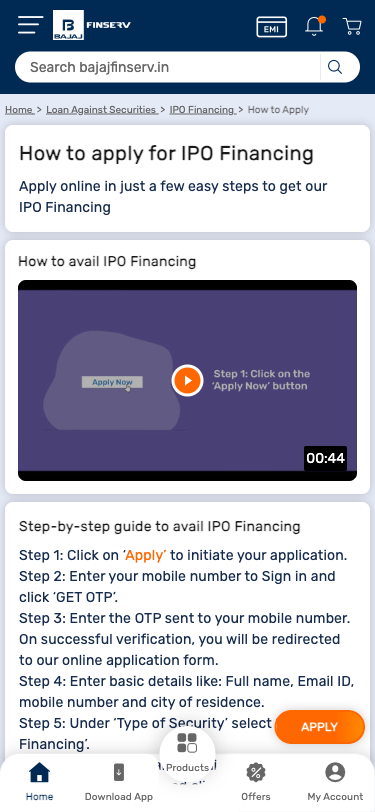 BAJAJ
FINSERV
EMI
Search bajajfinserv.in
Home > Loan Against Securities > IPO Financing > How to Apply
How to apply for IPO Financing
Apply online in just a few easy steps to get our
IPO Financing
How to avail IPO Financing
Apply Now
Step 1: Click on the
'Apply Now' button
00:44
Step-by-step guide to avail IPO Financing
Step 1: Click on ‘Apply’ to initiate your application.
Step 2: Enter your mobile number to Sign in and
click ‘GET OTP’.
Step 3: Enter the OTP sent to your mobile number.
On successful verification, you will be redirected
to our online application form.
Step 4: Enter basic details like: Full name, Email ID,
mobile number and city of residence.
Step 5: Under ‘Type of Security’ select
Financing’.
APPLY
Home
Download App
Products
Offers
My Account